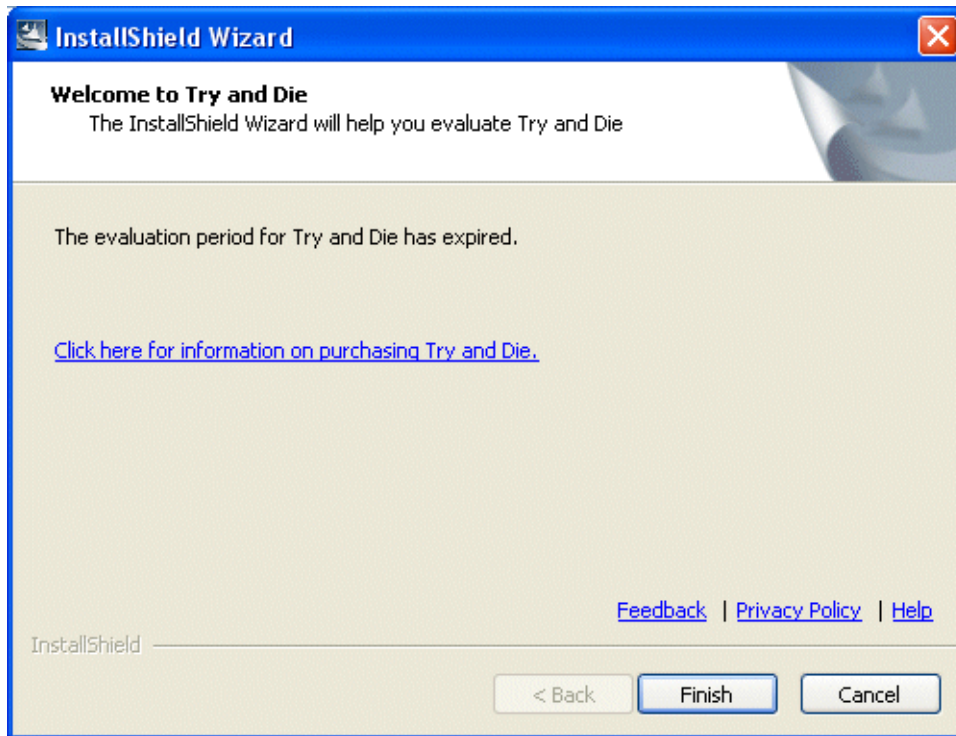 InstallShield Wizard
Welcome to Try and Die
The InstallShield Wizard will help you evaluate Try and Die
The evaluation period for Try and Die has expired.
Click here for information on purchasing Try and Die.
Feedback | Privacy Policy | Help
InstallShield
< Back Finish Cancel